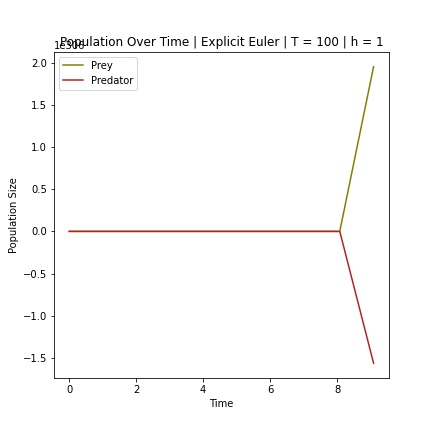 Population Over Time | Explicit Euler | T = 100 | h = 1
Prey
Predator
2.0
1.5
1.0
0.5
0.0
−0.5
−1.0
−1.5
Population Size
0
2
4
6
8
Time